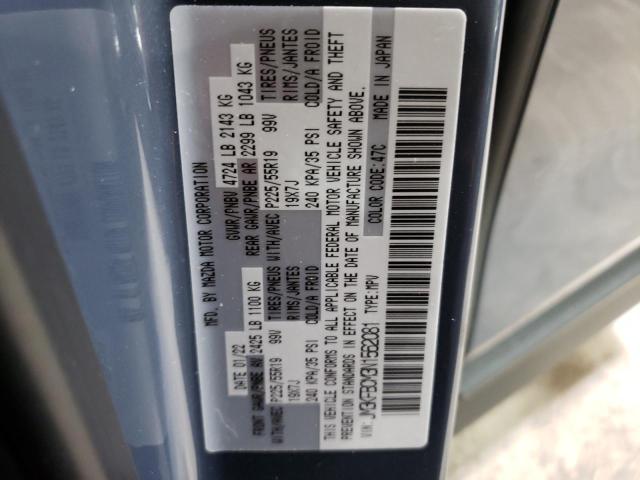 MFD. BY MAZDA MOTOR CORPORATION
DATE 01/22 GVWR/PNBV 4724 LB 2143 KG
FRONT GAWR/PNBE AV 2425 LB 1100 KG REAR GAWR/PNBE AR 2299 LB 1043 KG
WITH/AVEC P225/55R19 99V TIRES/PNEUS WITH/AVEC P225/55R19 99V TIRES/PNEUS
19X7J RIMS/JANTES 19X7J RIMS/JANTES
240 KPA/35 PSI COLD/A FROID 240 KPA/35 PSI COLD/A FROID
THIS VEHICLE CONFORMS TO ALL APPLICABLE FEDERAL MOTOR VEHICLE SAFETY AND THEFT
PREVENTION STANDARDS IN EFFECT ON THE DATE OF MANUFACTURE SHOWN ABOVE.
VIN: JM3KFBDY3N1562081 TYPE: MPV COLOR CODE: 47C MADE IN JAPAN